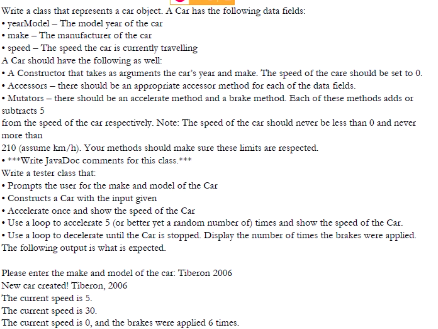 Write a class that represents a car object. A Car has the following data fields:
• yearModel – The model year of the car
• make – The manufacturer of the car
• speed – The speed the car is currently travelling
A Car should have the following as well:
• A Constructor that takes as arguments the car's year and make. The speed of the care should be set to 0.
• Accessors – there should be an appropriate accessor method for each of the data fields.
• Mutators – there should be an accelerate method and a brake method. Each of these methods adds or
subtracts 5
from the speed of the car respectively. Note: The speed of the car should never be less than 0 and never
more than
210 (assume km/h). Your methods should make sure these limits are respected.
• ***Write JavaDoc comments for this class.***
Write a tester class that:
• Prompts the user for the make and model of the Car
• Constructs a Car with the input given
• Accelerate once and show the speed of the Car
• Use a loop to accelerate 5 (or better yet a random number of) times and show the speed of the Car.
• Use a loop to decelerate until the Car is stopped. Display the number of times the brakes were applied.
The following output is what is expected.
Please enter the make and model of the car: Tiberon 2006
New car created! Tiberon, 2006
The current speed is 5.
The current speed is 30.
The current speed is 0, and the brakes were applied 6 times.